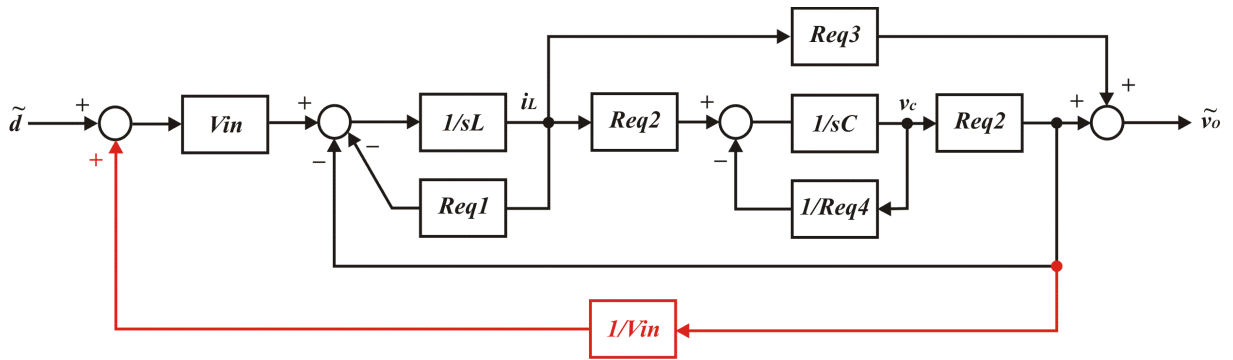 Req3
d̃ + Vin + 1/sL iL Req2 + 1/sC vc Req2 + + ṽo
+ − − −
Req1 1/Req4
1/Vin